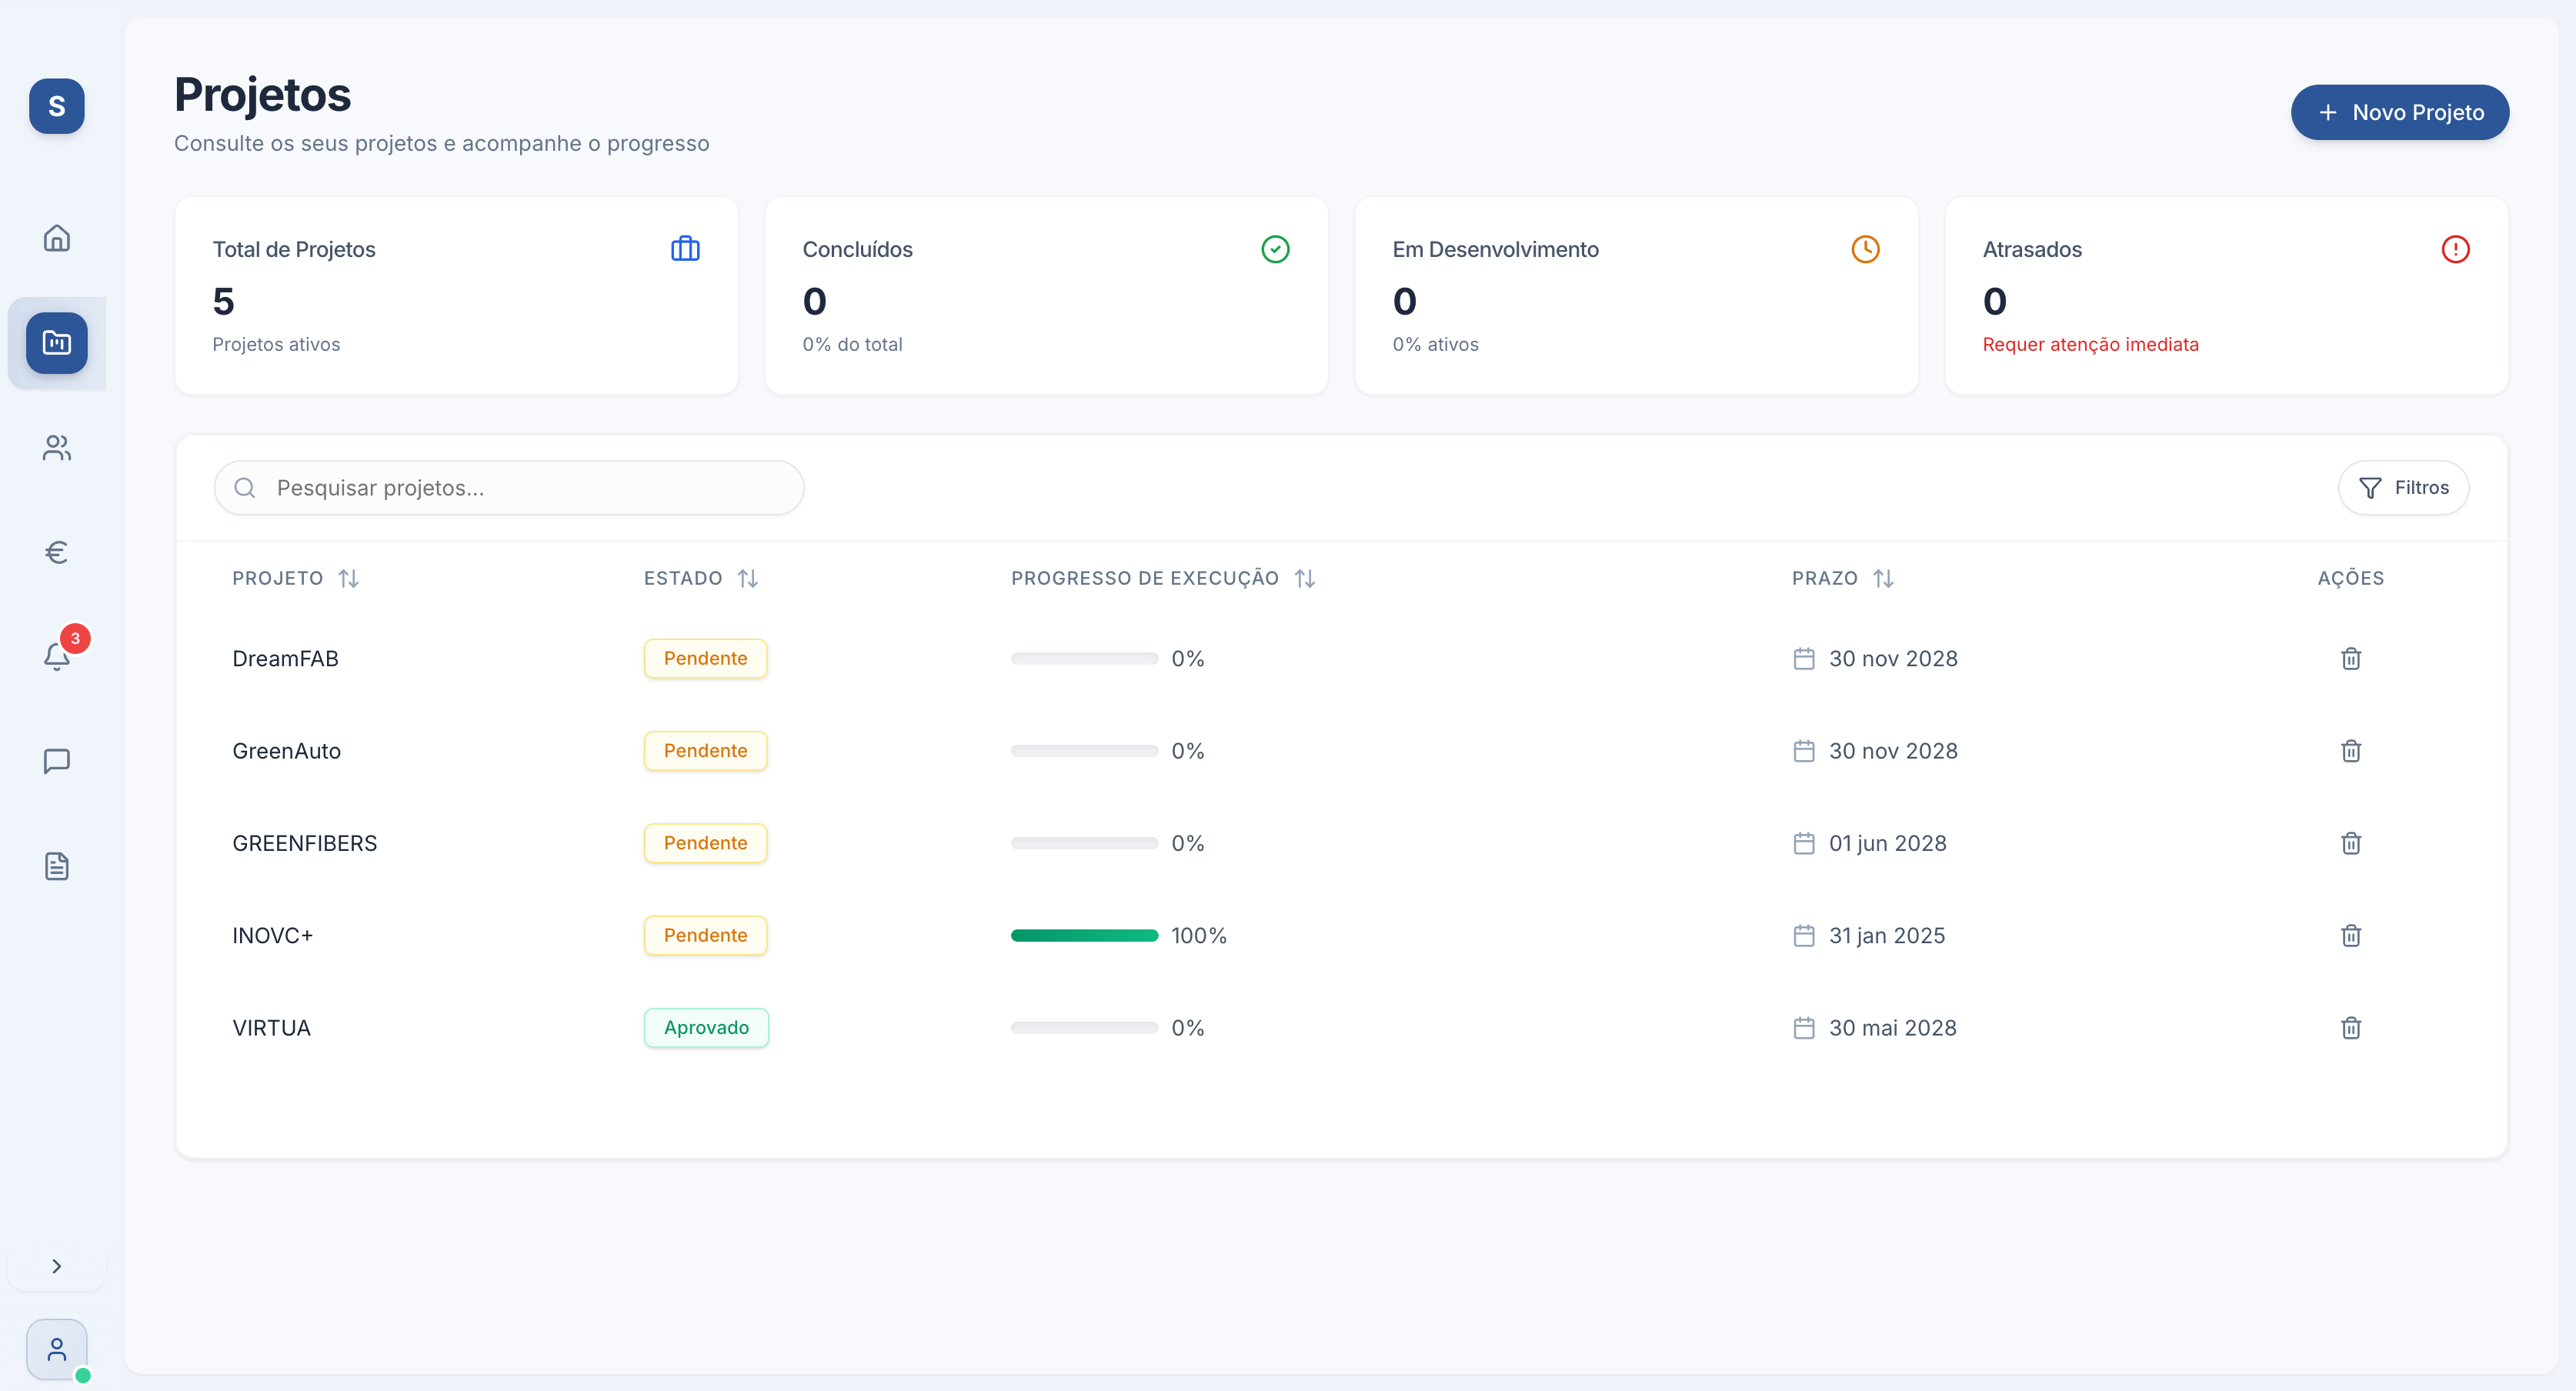 S
Projetos
Consulte os seus projetos e acompanhe o progresso
+ Novo Projeto
Total de Projetos
5
Projetos ativos
Concluídos
0
0% do total
Em Desenvolvimento
0
0% ativos
Atrasados
0
Requer atenção imediata
3
Pesquisar projetos...
Filtros
PROJETO ESTADO PROGRESSO DE EXECUÇÃO PRAZO AÇÕES
DreamFAB Pendente 0% 30 nov 2028
GreenAuto Pendente 0% 30 nov 2028
GREENFIBERS Pendente 0% 01 jun 2028
INOVC+ Pendente 100% 31 jan 2025
VIRTUA Aprovado 0% 30 mai 2028